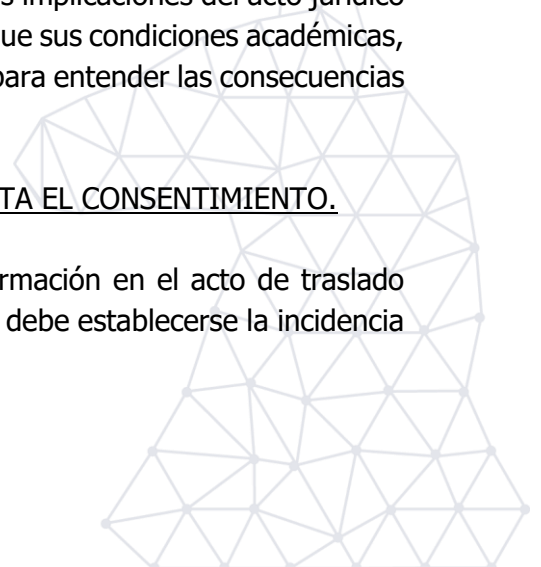 implicaciones del acto jurídico
ue sus condiciones académicas,
para entender las consecuencias
TA EL CONSENTIMIENTO.
rmación en el acto de traslado
debe establecerse la incidencia